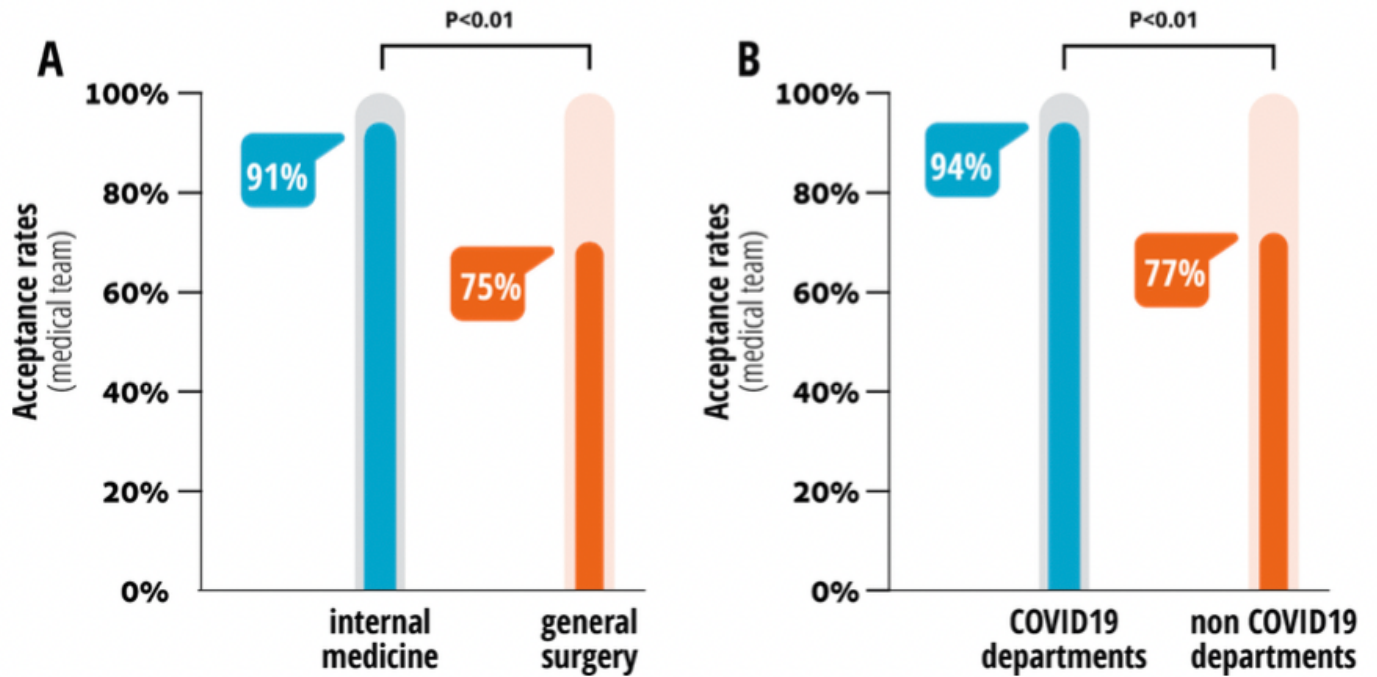 A
P<0.01
100%
80%
60%
40%
20%
0%
Acceptance rates
(medical team)
91%
75%
internal
medicine
general
surgery
B
P<0.01
100%
80%
60%
40%
20%
0%
Acceptance rates
(medical team)
94%
77%
COVID19
departments
non COVID19
departments